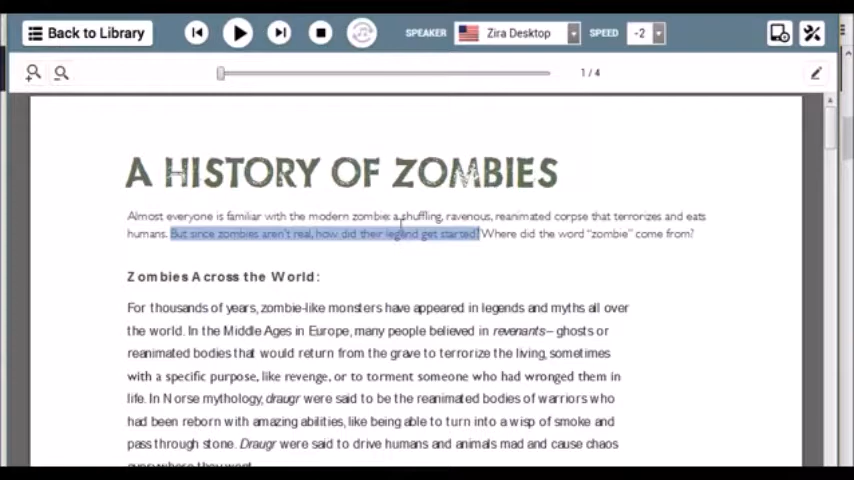 Back to Library
SPEAKER Zira Desktop SPEED -2
1 / 4
A HISTORY OF ZOMBIES
Almost everyone is familiar with the modern zombie: a shuffling, ravenous, reanimated corpse that terrorizes and eats
humans. But since zombies aren't real, how did their legend get started? Where did the word "zombie" come from?
Zombies Across the World:
For thousands of years, zombie-like monsters have appeared in legends and myths all over
the world. In the Middle Ages in Europe, many people believed in revenants– ghosts or
reanimated bodies that would return from the grave to terrorize the living, sometimes
with a specific purpose, like revenge, or to torment someone who had wronged them in
life. In Norse mythology, draugr were said to be the reanimated bodies of warriors who
had been reborn with amazing abilities, like being able to turn into a wisp of smoke and
pass through stone. Draugr were said to drive humans and animals mad and cause chaos
everywhere they went.